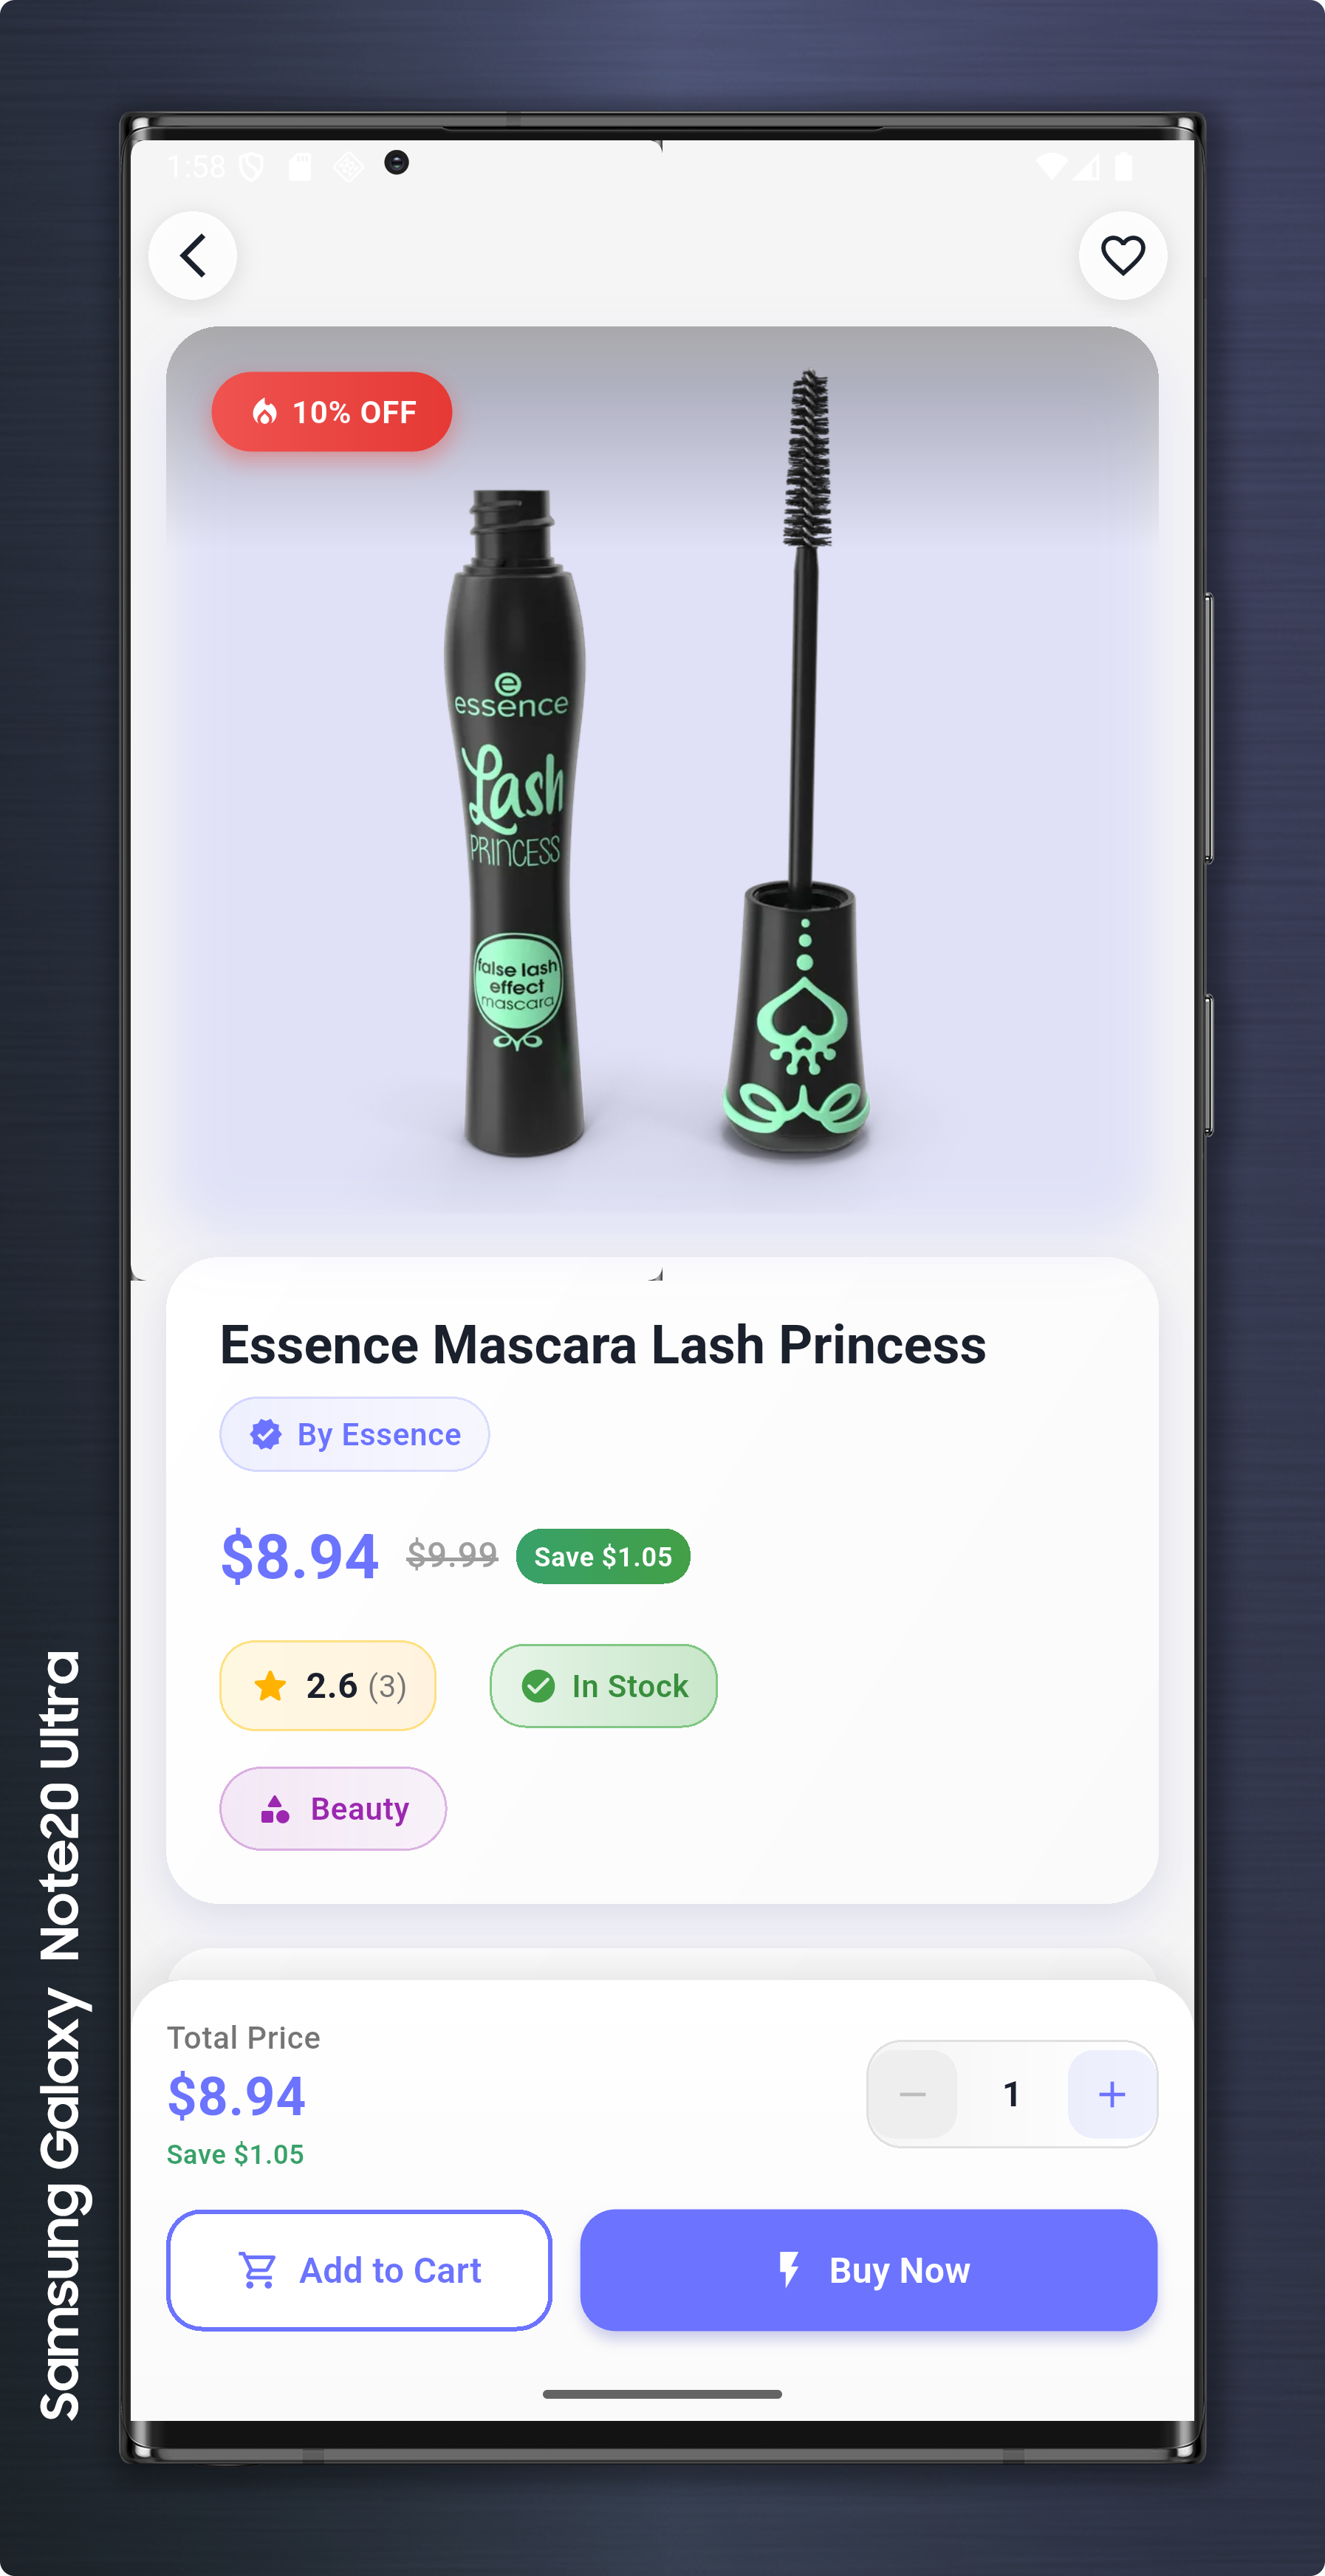 1:58
10% OFF
essence
Lash
PRINCESS
false lash
effect
mascara
Essence Mascara Lash Princess
By Essence
$8.94 $9.99 Save $1.05
2.6 (3) In Stock
Beauty
Total Price
$8.94
Save $1.05
1
Add to Cart Buy Now
Samsung Galaxy Note20 Ultra